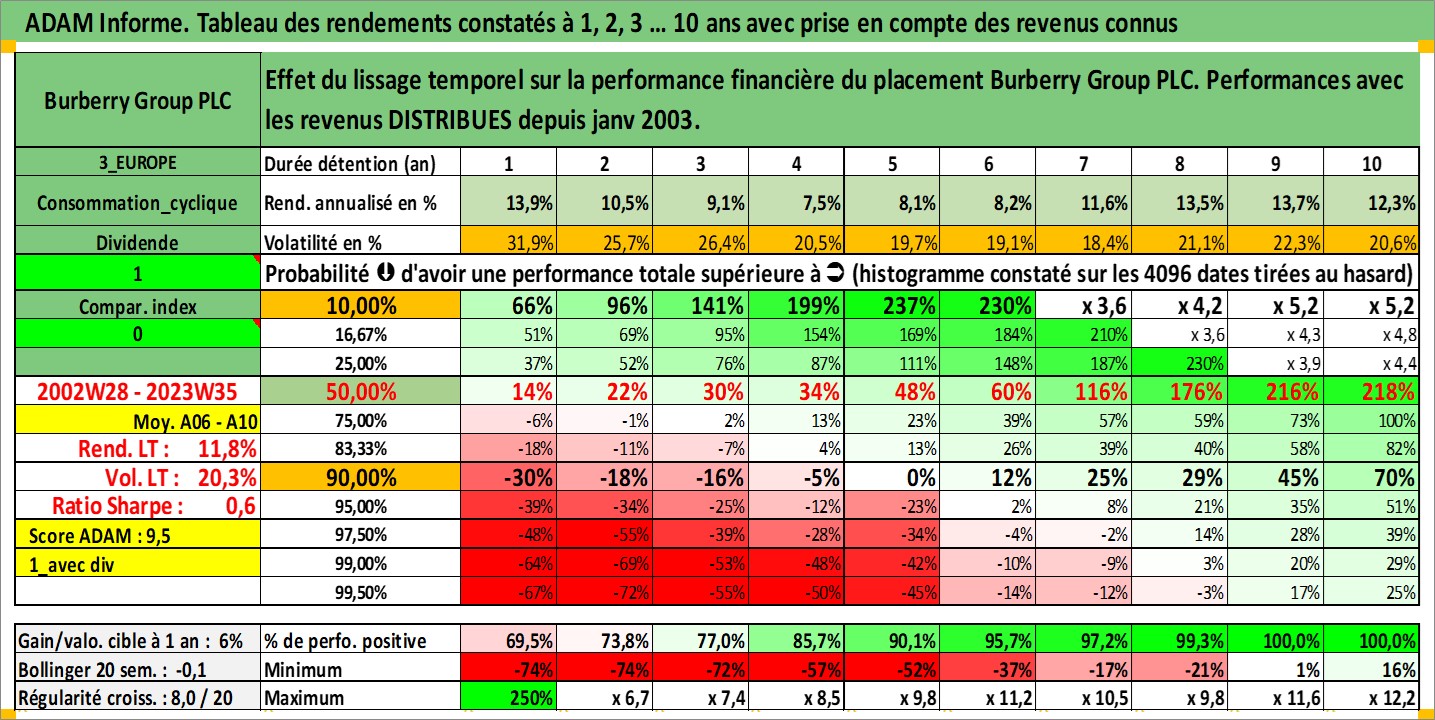 ADAM Informe. Tableau des rendements constatés à 1, 2, 3 ... 10 ans avec prise en compte des revenus connus
Burberry Group PLC
Effet du lissage temporel sur la performance financière du placement Burberry Group PLC. Performances avec
les revenus DISTRIBUES depuis janv 2003.
3_EUROPE Durée détention (an) 1 2 3 4 5 6 7 8 9 10
Consommation_cyclique Rend. annualisé en % 13,9% 10,5% 9,1% 7,5% 8,1% 8,2% 11,6% 13,5% 13,7% 12,3%
Dividende Volatilité en % 31,9% 25,7% 26,4% 20,5% 19,7% 19,1% 18,4% 21,1% 22,3% 20,6%
1 Probabilité ⬇ d'avoir une performance totale supérieure à ➲ (histogramme constaté sur les 4096 dates tirées au hasard)
Compar. index 10,00% 66% 96% 141% 199% 237% 230% x 3,6 x 4,2 x 5,2 x 5,2
0 16,67% 51% 69% 95% 154% 169% 184% 210% x 3,6 x 4,3 x 4,8
25,00% 37% 52% 76% 87% 111% 148% 187% 230% x 3,9 x 4,4
2002W28 - 2023W35 50,00% 14% 22% 30% 34% 48% 60% 116% 176% 216% 218%
Moy. A06 - A10 75,00% -6% -1% 2% 13% 23% 39% 57% 59% 73% 100%
Rend. LT : 11,8% 83,33% -18% -11% -7% 4% 13% 26% 39% 40% 58% 82%
Vol. LT : 20,3% 90,00% -30% -18% -16% -5% 0% 12% 25% 29% 45% 70%
Ratio Sharpe : 0,6 95,00% -39% -34% -25% -12% -23% 2% 8% 21% 35% 51%
Score ADAM : 9,5 97,50% -48% -55% -39% -28% -34% -4% -2% 14% 28% 39%
1_avec div 99,00% -64% -69% -53% -48% -42% -10% -9% 3% 20% 29%
99,50% -67% -72% -55% -50% -45% -14% -12% -3% 17% 25%
Gain/valo. cible à 1 an : 6% % de perfo. positive 69,5% 73,8% 77,0% 85,7% 90,1% 95,7% 97,2% 99,3% 100,0% 100,0%
Bollinger 20 sem. : -0,1 Minimum -74% -74% -72% -57% -52% -37% -17% -21% 1% 16%
Régularité croiss. : 8,0 / 20 Maximum 250% x 6,7 x 7,4 x 8,5 x 9,8 x 11,2 x 10,5 x 9,8 x 11,6 x 12,2